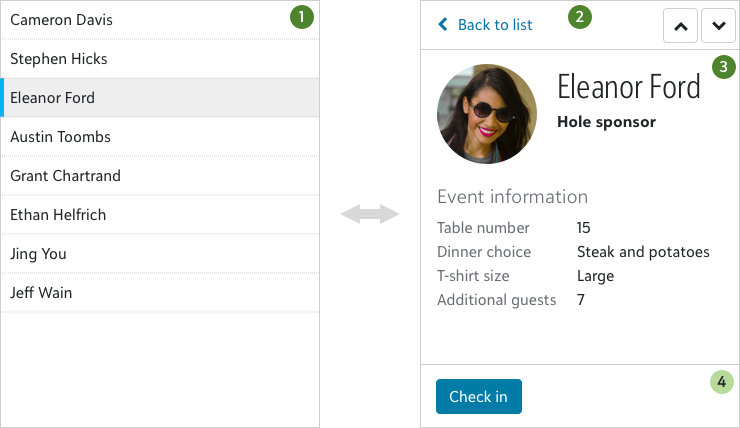 Cameron Davis
1
Stephen Hicks
Eleanor Ford
Austin Toombs
Grant Chartrand
Ethan Helfrich
Jing You
Jeff Wain
Back to list
2
3
Eleanor Ford
Hole sponsor
Event information
Table number 15
Dinner choice Steak and potatoes
T-shirt size Large
Additional guests 7
4
Check in